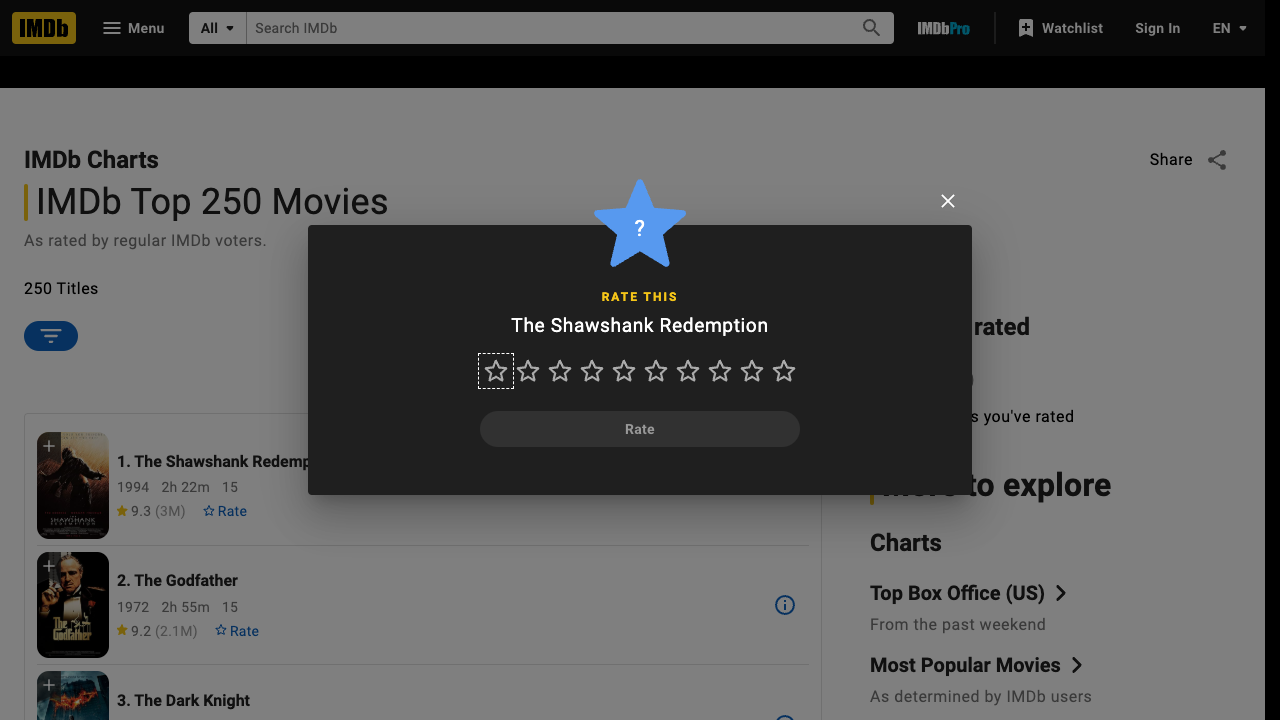 IMDb Menu All Search IMDb IMDbPro Watchlist Sign In EN
IMDb Charts
Share
IMDb Top 250 Movies
As rated by regular IMDb voters.
250 Titles
?
RATE THIS
The Shawshank Redemption
Rate
rated
s you've rated
1. The Shawshank Redemp
1994 2h 22m 15
9.3 (3M) Rate
2. The Godfather
1972 2h 55m 15
9.2 (2.1M) Rate
The Godfather
3. The Dark Knight
to explore
Charts
Top Box Office (US)
From the past weekend
Most Popular Movies
As determined by IMDb users